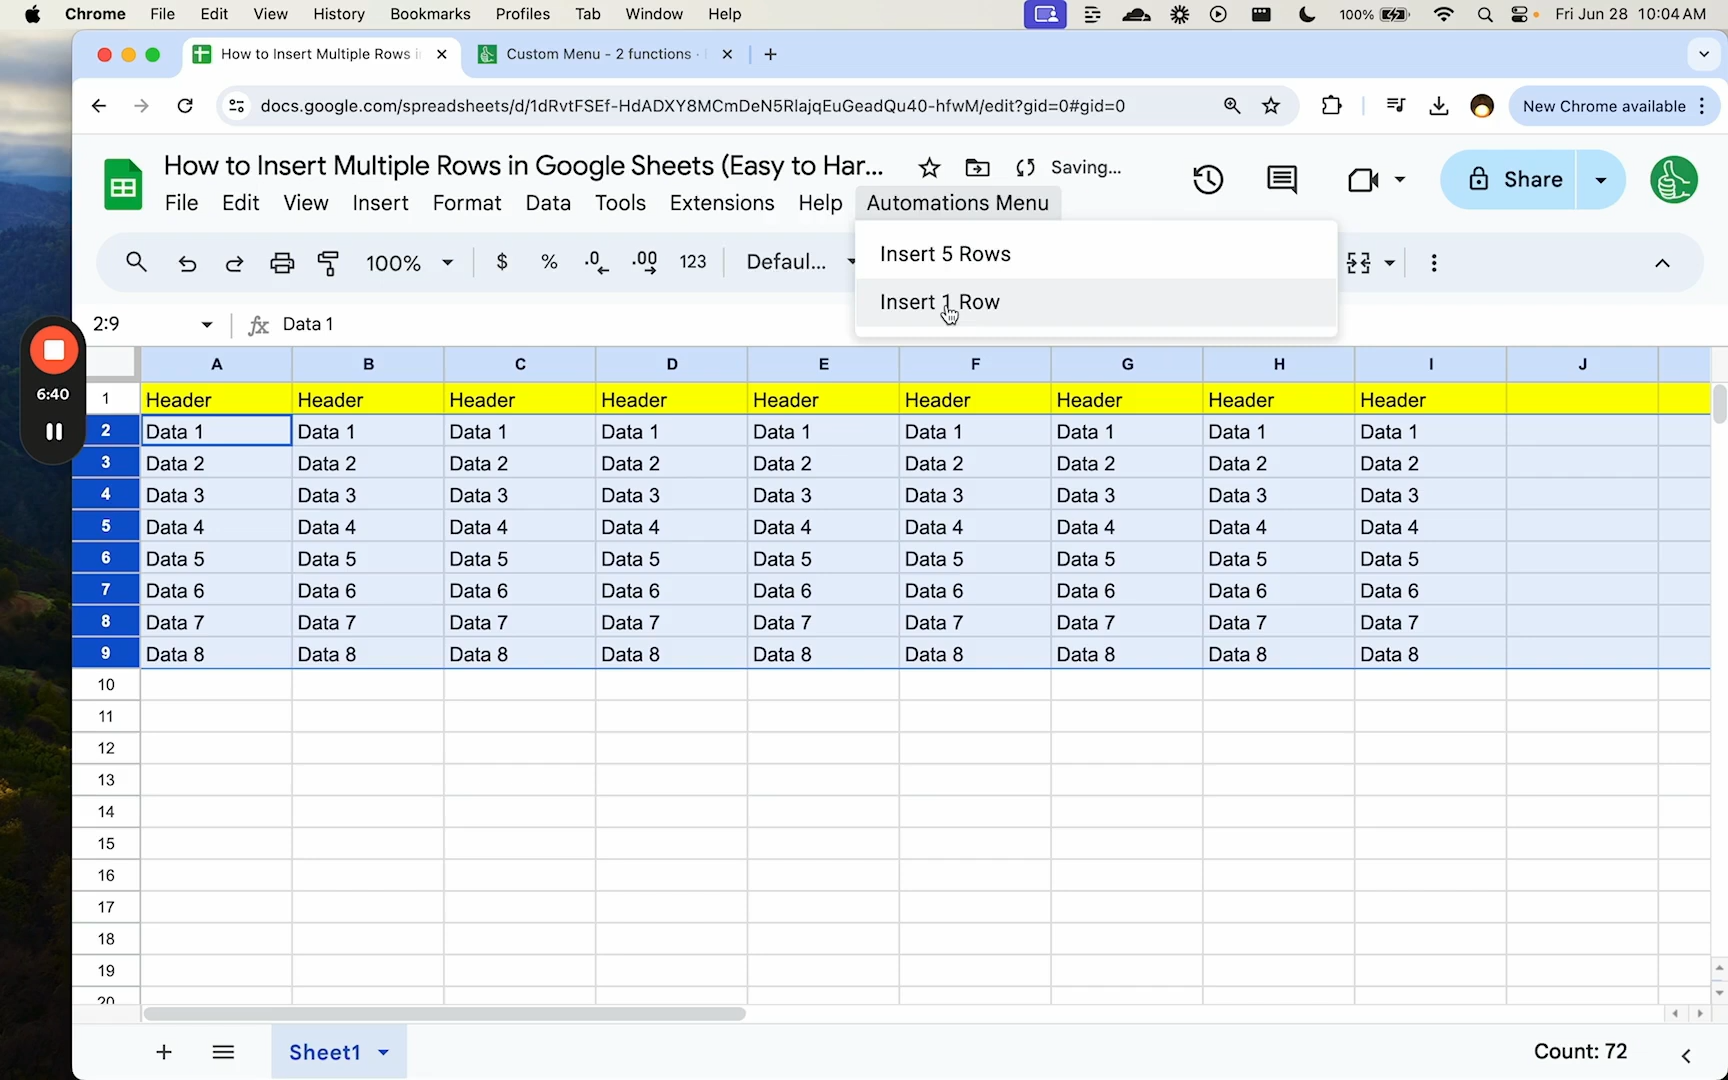 Chrome File Edit View History Bookmarks Profiles Tab Window Help 100% Fri Jun 28 10:04 AM
How to Insert Multiple Rows i Custom Menu - 2 functions
docs.google.com/spreadsheets/d/1dRvtFSEf-HdADXY8MCmDeN5RlajqEuGeadQu40-hfwM/edit?gid=0#gid=0 New Chrome available
How to Insert Multiple Rows in Google Sheets (Easy to Har... Saving... Share
File Edit View Insert Format Data Tools Extensions Help Automations Menu
100% $ % .0 .00 123 Defaul...
Insert 5 Rows
Insert 1 Row
2:9 fx Data 1
6:40
A B C D E F G H I J
1 Header Header Header Header Header Header Header Header Header
2 Data 1 Data 1 Data 1 Data 1 Data 1 Data 1 Data 1 Data 1 Data 1
3 Data 2 Data 2 Data 2 Data 2 Data 2 Data 2 Data 2 Data 2 Data 2
4 Data 3 Data 3 Data 3 Data 3 Data 3 Data 3 Data 3 Data 3 Data 3
5 Data 4 Data 4 Data 4 Data 4 Data 4 Data 4 Data 4 Data 4 Data 4
6 Data 5 Data 5 Data 5 Data 5 Data 5 Data 5 Data 5 Data 5 Data 5
7 Data 6 Data 6 Data 6 Data 6 Data 6 Data 6 Data 6 Data 6 Data 6
8 Data 7 Data 7 Data 7 Data 7 Data 7 Data 7 Data 7 Data 7 Data 7
9 Data 8 Data 8 Data 8 Data 8 Data 8 Data 8 Data 8 Data 8 Data 8
10
11
12
13
14
15
16
17
18
19
20
Sheet1 Count: 72